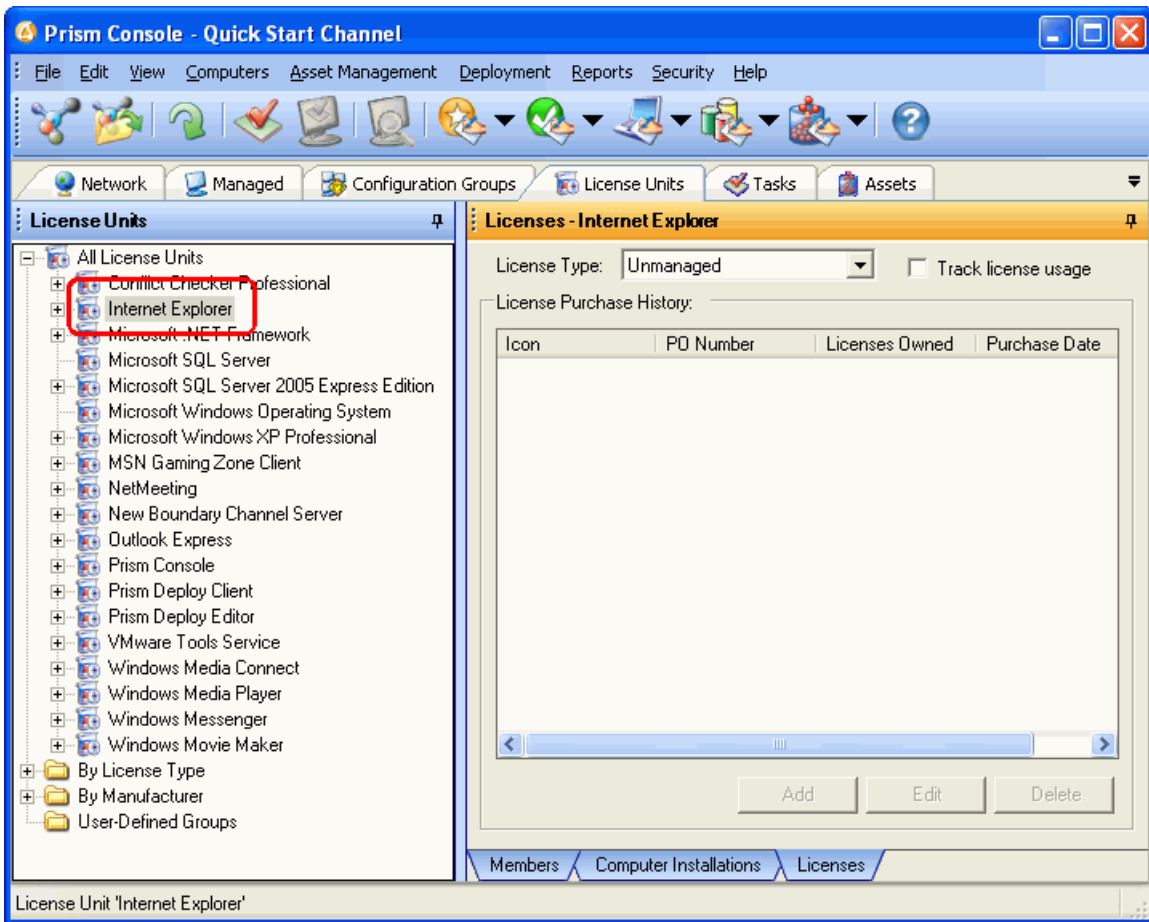 Prism Console - Quick Start Channel
File Edit View Computers Asset Management Deployment Reports Security Help
Network Managed Configuration Groups License Units Tasks Assets
License Units
All License Units
Conflict Checker Professional
Internet Explorer
Microsoft .NET Framework
Microsoft SQL Server
Microsoft SQL Server 2005 Express Edition
Microsoft Windows Operating System
Microsoft Windows XP Professional
MSN Gaming Zone Client
NetMeeting
New Boundary Channel Server
Outlook Express
Prism Console
Prism Deploy Client
Prism Deploy Editor
VMware Tools Service
Windows Media Connect
Windows Media Player
Windows Messenger
Windows Movie Maker
By License Type
By Manufacturer
User-Defined Groups
Licenses - Internet Explorer
License Type: Unmanaged Track license usage
License Purchase History:
Icon PO Number Licenses Owned Purchase Date
Add Edit Delete
Members Computer Installations Licenses
License Unit 'Internet Explorer'